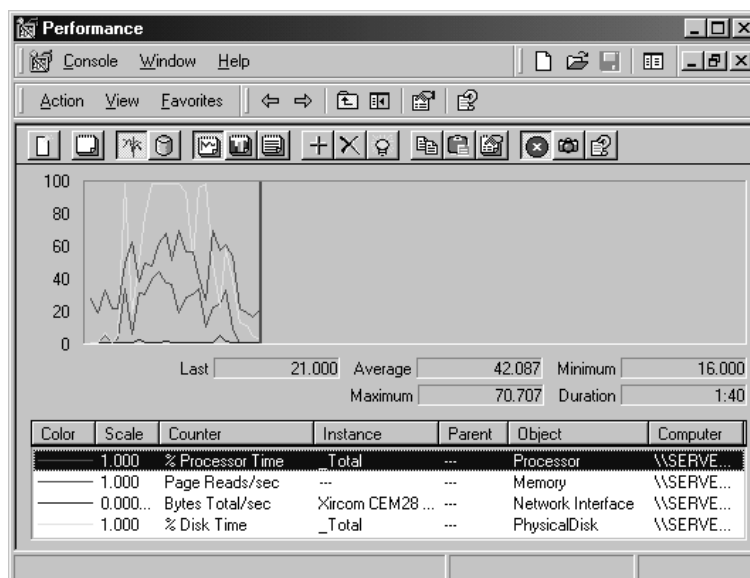 Performance
Console Window Help
Action View Favorites
100
80
60
40
20
0
Last 21.000 Average 42.087 Minimum 16.000
Maximum 70.707 Duration 1:40
Color Scale Counter Instance Parent Object Computer
1.000 % Processor Time _Total --- Processor \\SERVE...
1.000 Page Reads/sec --- --- Memory \\SERVE...
0.000... Bytes Total/sec Xircom CEM28 ... --- Network Interface \\SERVE...
1.000 % Disk Time _Total --- PhysicalDisk \\SERVE...